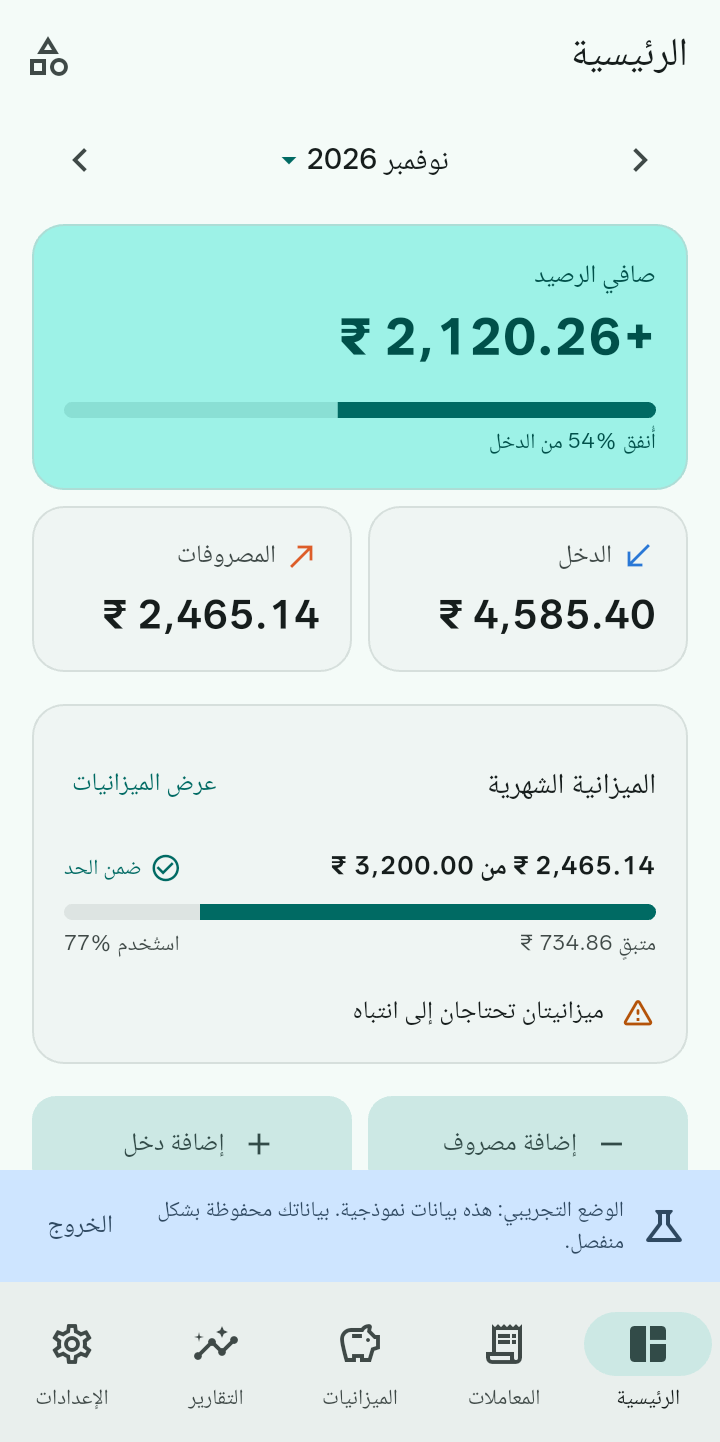 الرئيسية
نوفمبر 2026
صافي الرصيد
+2,120.26 ₹
أُنفق 54% من الدخل
الدخل
4,585.40 ₹
المصروفات
2,465.14 ₹
الميزانية الشهرية
عرض الميزانيات
2,465.14 ₹ من 3,200.00 ₹
ضمن الحد
متبقٍ 734.86 ₹
استُخدم 77%
ميزانيتان تحتاجان إلى انتباه
إضافة مصروف
إضافة دخل
الوضع التجريبي: هذه بيانات نموذجية. بياناتك محفوظة بشكل
منفصل.
الخروج
الرئيسية
المعاملات
الميزانيات
التقارير
الإعدادات